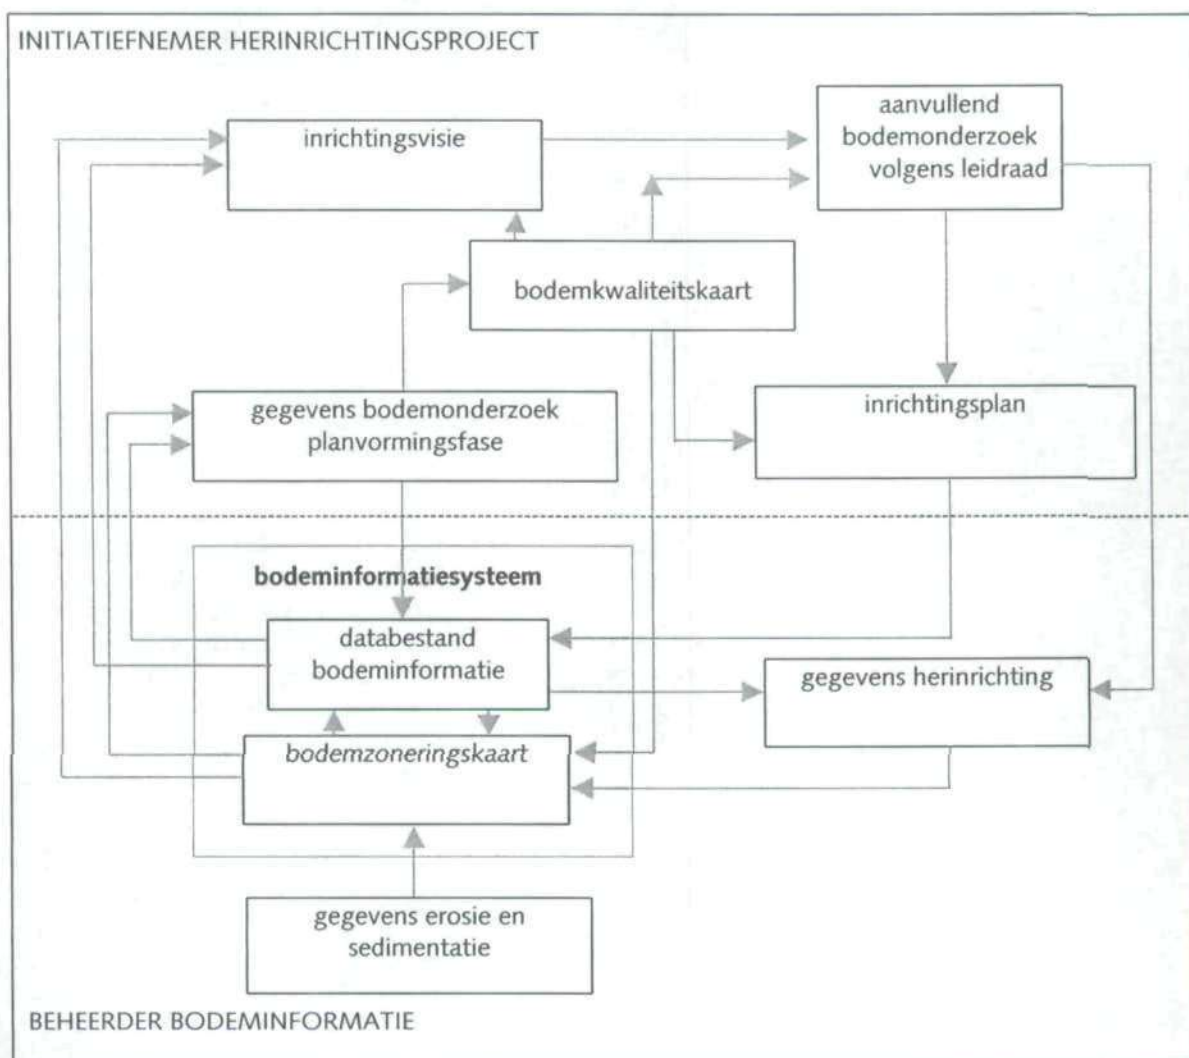 INITIATIEFNEMER HERINRICHTINGSPROJECT
inrichtingsvisie
aanvullend
bodemonderzoek
volgens leidraad
bodemkwaliteitskaart
gegevens bodemonderzoek
planvormingsfase
inrichtingsplan
bodeminformatiesysteem
databestand
bodeminformatie
gegevens herinrichting
bodemzoneringskaart
gegevens erosie en
sedimentatie
BEHEERDER BODEMINFORMATIE